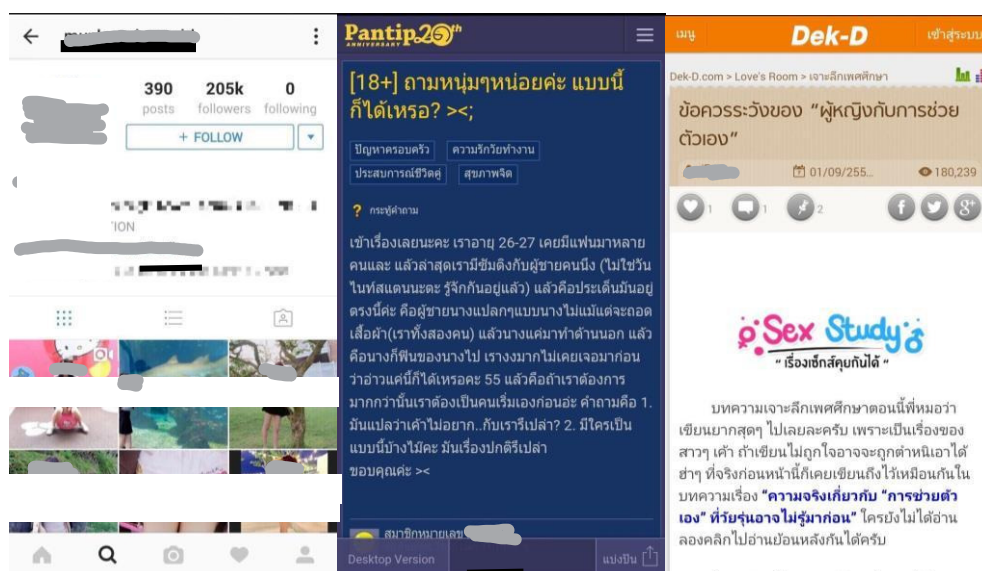 390
205k
0
posts
followers
following
+ FOLLOW
TION
Pantip20th
ANNIVERSARY
[18+] ถามหนุ่มๆหน่อยค่ะ แบบนี้
ก็ได้เหรอ? ><;
ปัญหาครอบครัว
ความรักวัยทำงาน
ประสบการณ์ชีวิตคู่
สุขภาพจิต
? กระทู้คำถาม
เข้าเรื่องเลยนะคะ เราอายุ 26-27 เคยมีแฟนมาหลาย
คนและ แล้วล่าสุดเรามีซัมติงกับผู้ชายคนนึง (ไม่ใช่วัน
ไนท์สแตนนะตะ รู้จักกันอยู่แล้ว) แล้วคือประเด็นมันอยู่
ตรงนี้ค่ะ คือผู้ชายนางแปลกๆแบบนางไม่แม้แต่จะถอด
เสื้อผ้า(เราทั้งสองคน) แล้วนางแค่มาทำด้านนอก แล้ว
คือนางก็ฟินของนางไป เรางงมากไม่เคยเจอมาก่อน
ว่าอ่าวแค่นี้ก็ได้เหรอคะ 55 แล้วคือถ้าเราต้องการ
มากกว่านั้นเราต้องเป็นคนเริ่มเองก่อนอ่ะ คำถามคือ 1.
มันแปลว่าเค้าไม่อยาก..กับเรารึเปล่า? 2. มีใครเป็น
แบบนี้บ้างไม๊คะ มันเรื่องปกติรึเปล่า
ขอบคุณค่ะ ><
สมาชิกหมายเลข
Desktop Version
แบ่งปัน
เมนู
Dek-D
เข้าสู่ระบบ
Dek-D.com > Love's Room > เจาะลึกเพศศึกษา
ข้อควรระวังของ “ผู้หญิงกับการช่วย
ตัวเอง”
01/09/255...
180,239
1
1
2
Sex Study
" เรื่องเซ็กส์คุยกันได้ "
บทความเจาะลึกเพศศึกษาตอนนี้พี่หมอว่า
เขียนยากสุดๆ ไปเลยละครับ เพราะเป็นเรื่องของ
สาวๆ เค้า ถ้าเขียนไม่ถูกใจอาจจะถูกตำหนิเอาได้
ฮ่าๆ ที่จริงก่อนหน้านี้ก็เคยเขียนถึงไว้เหมือนกันใน
บทความเรื่อง “ความจริงเกี่ยวกับ “การช่วยตัว
เอง” ที่วัยรุ่นอาจไม่รู้มาก่อน” ใครยังไม่ได้อ่าน
ลองคลิกไปอ่านย้อนหลังกันได้ครับ